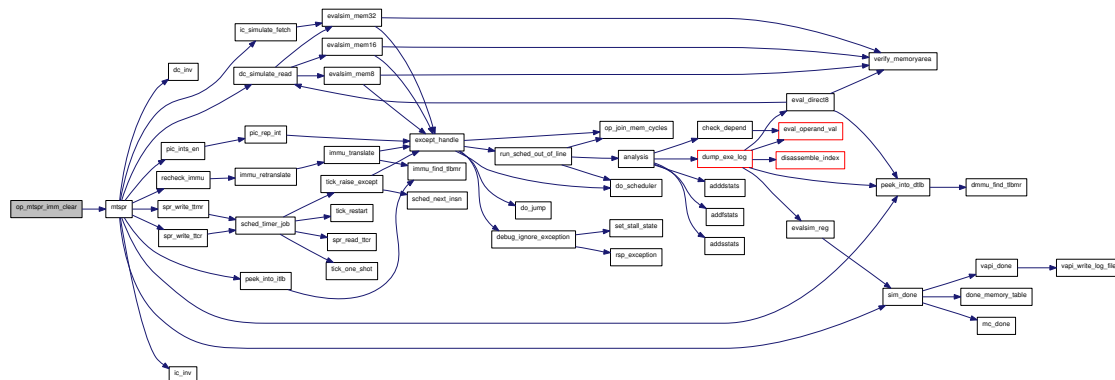 op_mtspr_imm_clear
mtspr
dc_inv
pic_ints_en
recheck_immu
spr_write_ttmr
spr_write_ttcr
ic_inv
ic_simulate_fetch
dc_simulate_read
pic_rep_int
immu_retranslate
sched_timer_job
peek_into_itlb
evalsim_mem32
evalsim_mem16
evalsim_mem8
immu_translate
tick_raise_except
tick_restart
spr_read_ttcr
tick_one_shot
except_handle
immu_find_tlbmr
sched_next_insn
run_sched_out_of_line
do_jump
debug_ignore_exception
op_join_mem_cycles
analysis
do_scheduler
set_stall_state
rsp_exception
check_depend
dump_exe_log
adddstats
addfstats
addsstats
eval_direct8
eval_operand_val
disassemble_index
evalsim_reg
verify_memoryarea
peek_into_dtlb
sim_done
dmmu_find_tlbmr
vapi_done
done_memory_table
mc_done
vapi_write_log_file